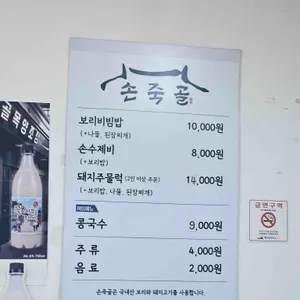 손죽골
보리비빔밥 10,000원
(+나물, 된장찌개)
손수제비 8,000원
(+보리밥)
돼지주물럭 (2인 이상 주문) 14,000원
(+보리밥, 나물, 된장찌개)
콩국수 9,000원
주 류 4,000원
음 료 2,000원
손죽골은 국내산 보리와 돼지고기를 사용합니다.
금연구역